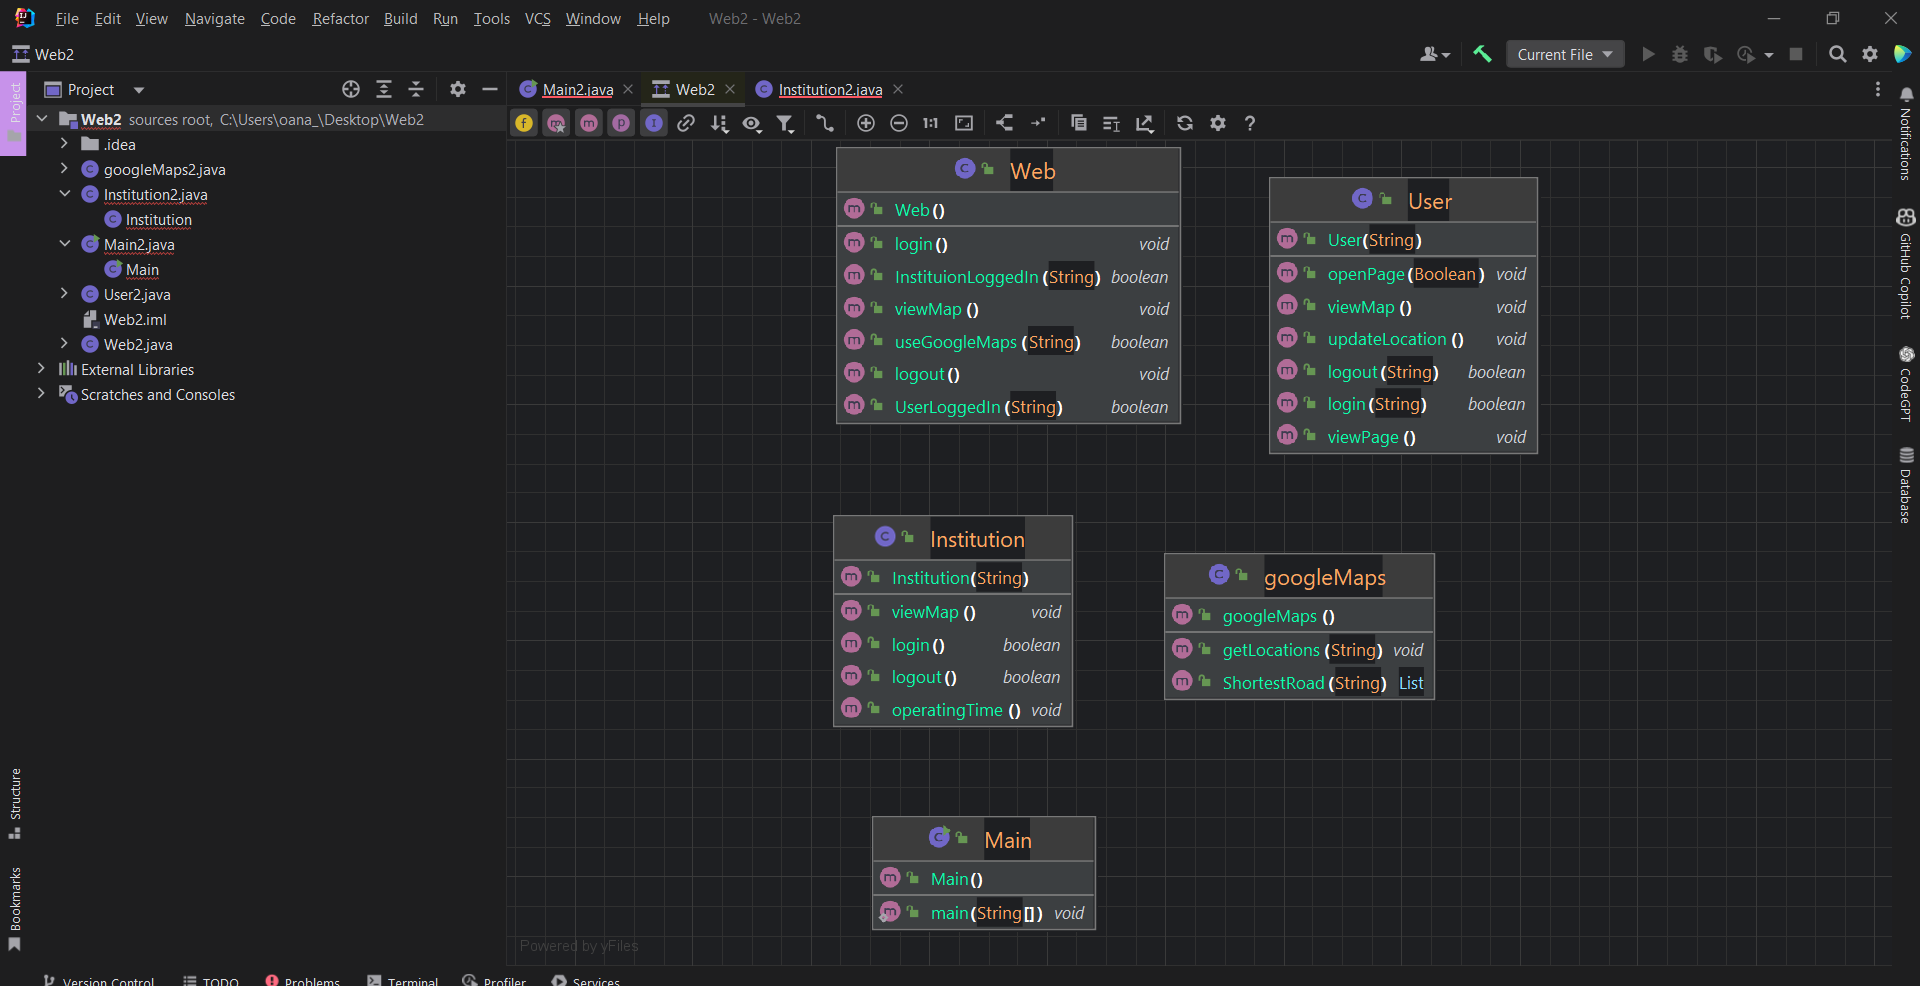 File Edit View Navigate Code Refactor Build Run Tools VCS Window Help Web2 - Web2
Web2
Current File
Project
Project
Main2.java
Web2
Institution2.java
Web2 sources root, C:\Users\oana_\Desktop\Web2
.idea
googleMaps2.java
Institution2.java
Institution
Main2.java
Main
User2.java
Web2.iml
Web2.java
External Libraries
Scratches and Consoles
Structure
Bookmarks
1:1
Web
Web()
login() void
InstituionLoggedIn(String) boolean
viewMap() void
useGoogleMaps(String) boolean
logout() void
UserLoggedIn(String) boolean
User
User(String)
openPage(Boolean) void
viewMap() void
updateLocation() void
logout(String) boolean
login(String) boolean
viewPage() void
Institution
Institution(String)
viewMap() void
login() boolean
logout() boolean
operatingTime() void
googleMaps
googleMaps()
getLocations(String) void
ShortestRoad(String) List
Main
Main()
main(String[]) void
Powered by yFiles
Notifications
GitHub Copilot
CodeGPT
Database
Version Control TODO Problems Terminal Profiler Services